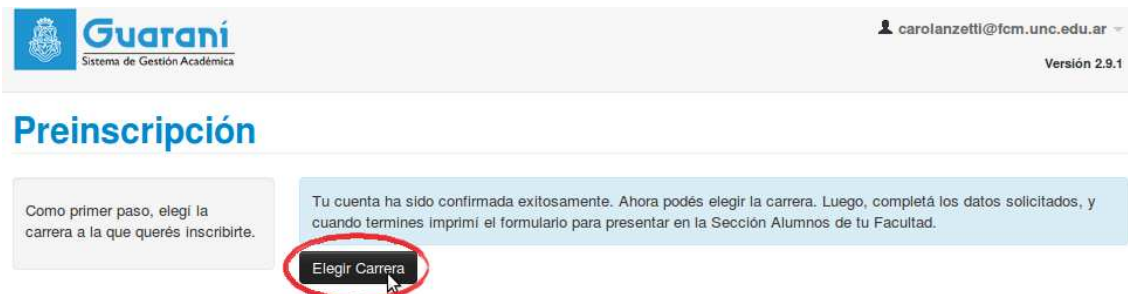 Guaraní
Sistema de Gestión Académica
carolanzetti@fcm.unc.edu.ar
Versión 2.9.1
Preinscripción
Como primer paso, elegí la
carrera a la que querés inscribirte.
Tu cuenta ha sido confirmada exitosamente. Ahora podés elegir la carrera. Luego, completá los datos solicitados, y
cuando termines imprimí el formulario para presentar en la Sección Alumnos de tu Facultad.
Elegir Carrera